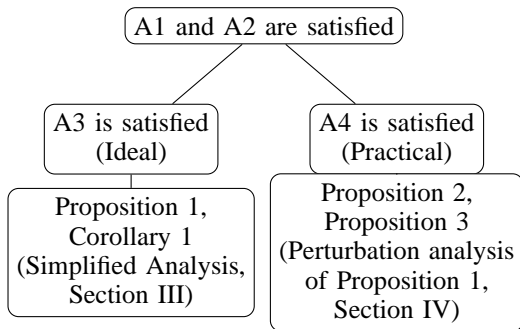 A1 and A2 are satisfied
A3 is satisfied
(Ideal)
A4 is satisfied
(Practical)
Proposition 1,
Corollary 1
(Simplified Analysis,
Section III)
Proposition 2,
Proposition 3
(Perturbation analysis
of Proposition 1,
Section IV)